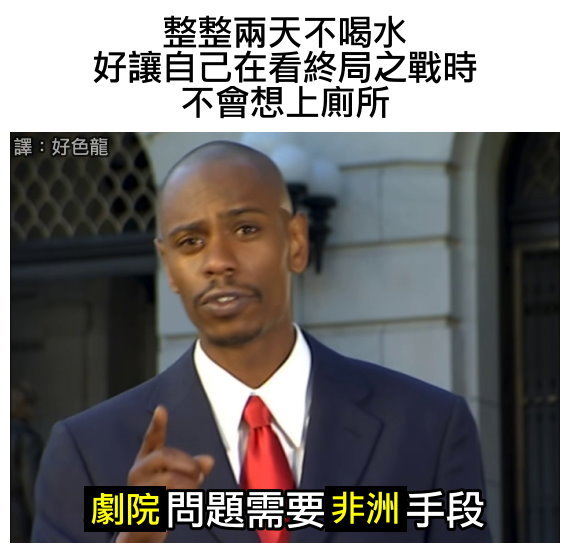 整整兩天不喝水
好讓自己在看終局之戰時
不會想上廁所
譯：好色龍
劇院問題需要非洲手段